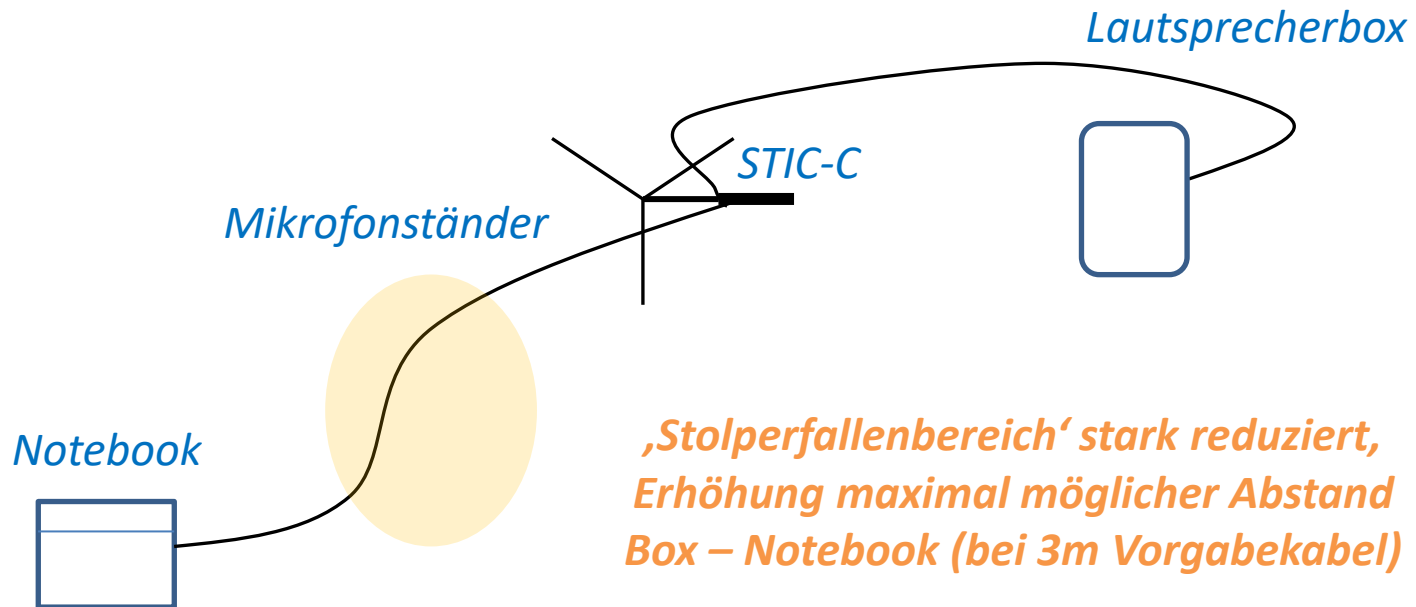 Lautsprecherbox
STIC-C
Mikrofonständer
Notebook
‚Stolperfallenbereich‘ stark reduziert,
Erhöhung maximal möglicher Abstand
Box – Notebook (bei 3m Vorgabekabel)